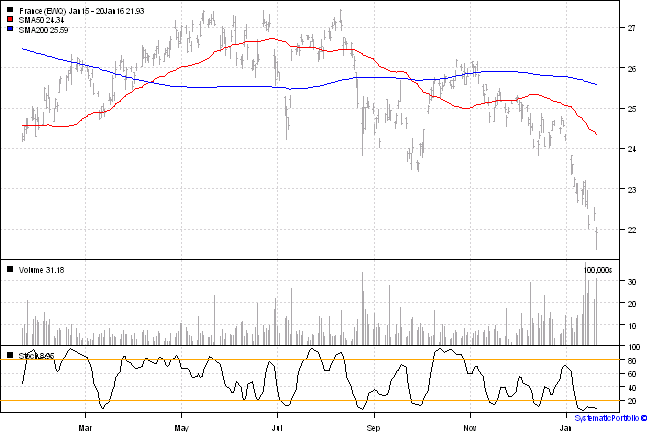 France (EWQ) Jan15 - 20Jan16 21.93
SMA50 24.34
SMA200 25.59
27
26
25
24
23
22
Volume 31.18
100,000s
30
20
10
100
80
60
40
20
Mar
May
Jul
Sep
Nov
Jan
SystematicPortfolio ©